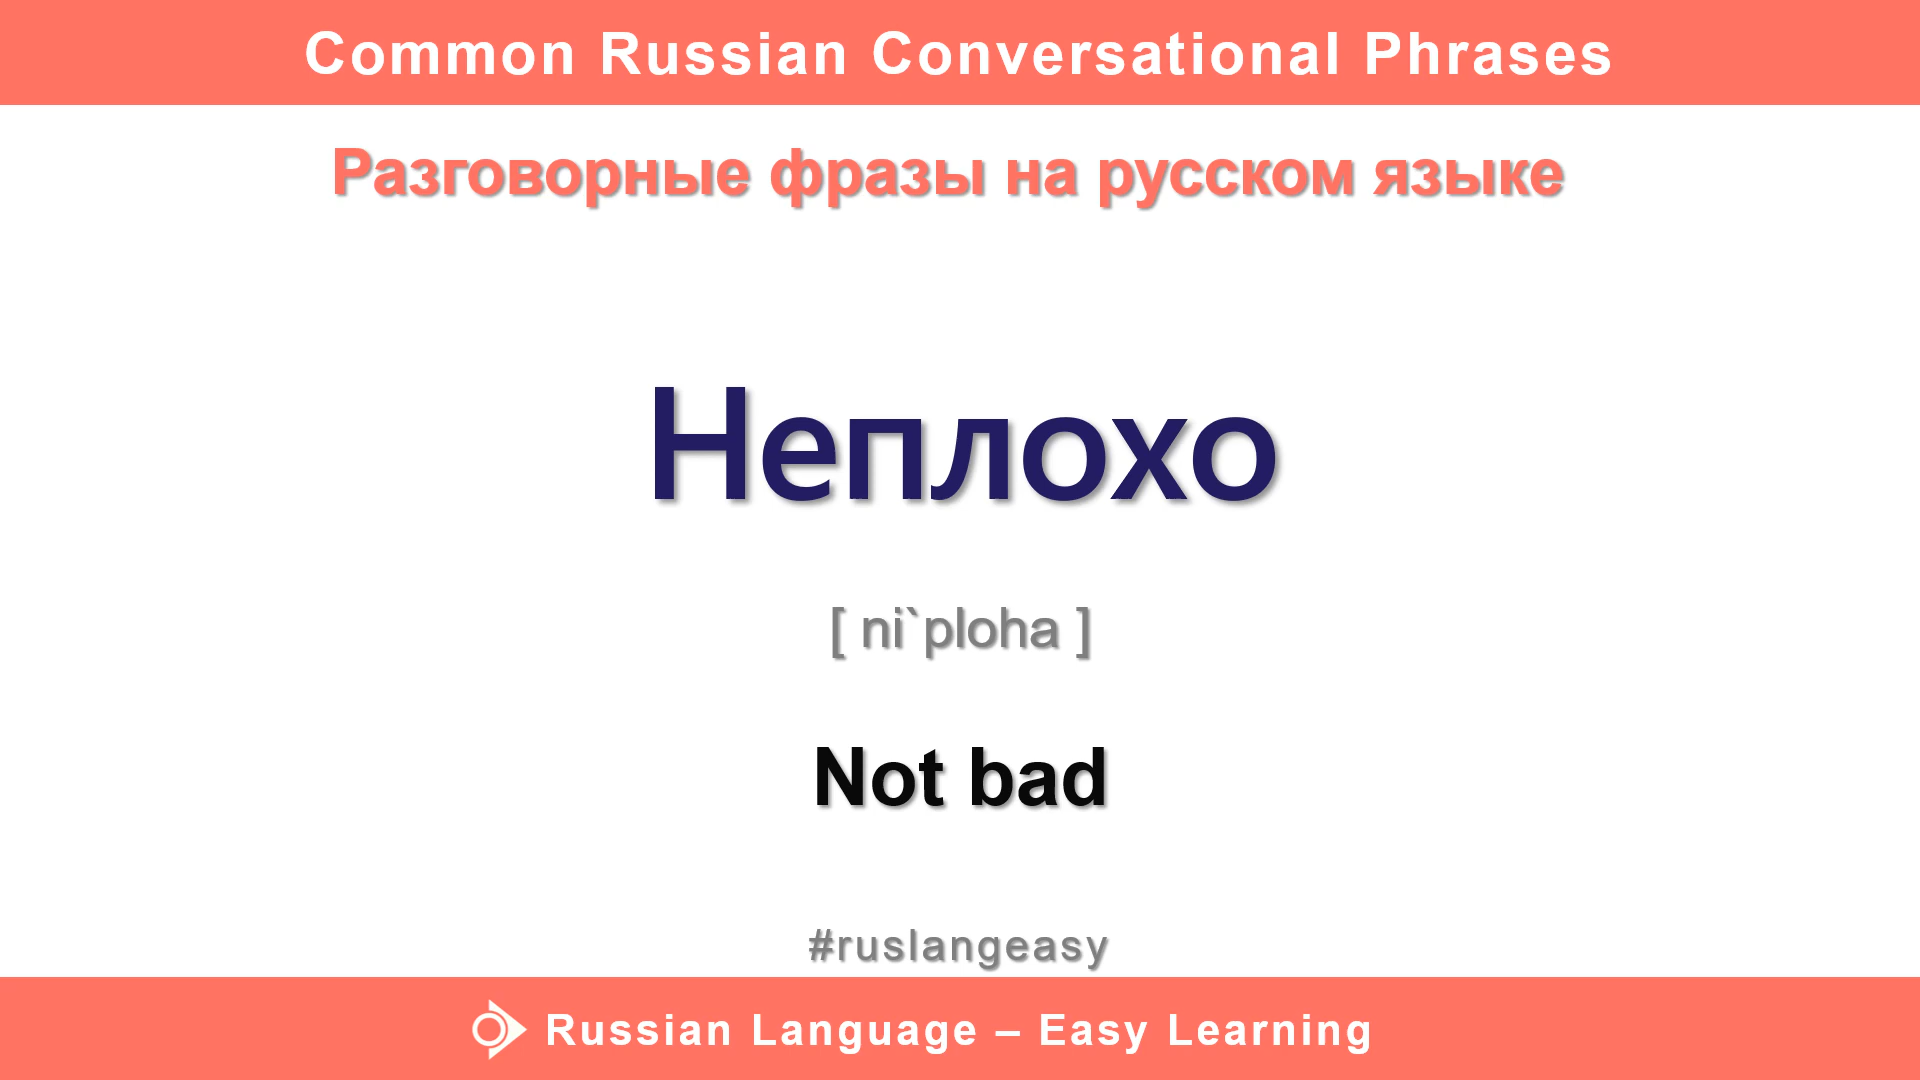 Common Russian Conversational Phrases
Разговорные фразы на русском языке
Неплохо
[ ni`ploha ]
Not bad
#ruslangeasy
Russian Language – Easy Learning